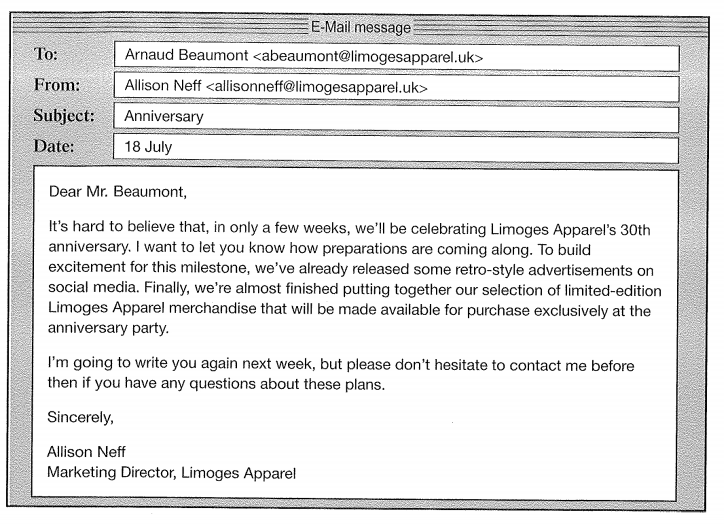 E-Mail message
To: Arnaud Beaumont <abeaumont@limogesapparel.uk>
From: Allison Neff <allisonneff@limogesapparel.uk>
Subject: Anniversary
Date: 18 July
Dear Mr. Beaumont,
It's hard to believe that, in only a few weeks, we'll be celebrating Limoges Apparel's 30th
anniversary. I want to let you know how preparations are coming along. To build
excitement for this milestone, we've already released some retro-style advertisements on
social media. Finally, we're almost finished putting together our selection of limited-edition
Limoges Apparel merchandise that will be made available for purchase exclusively at the
anniversary party.
I'm going to write you again next week, but please don't hesitate to contact me before
then if you have any questions about these plans.
Sincerely,
Allison Neff
Marketing Director, Limoges Apparel